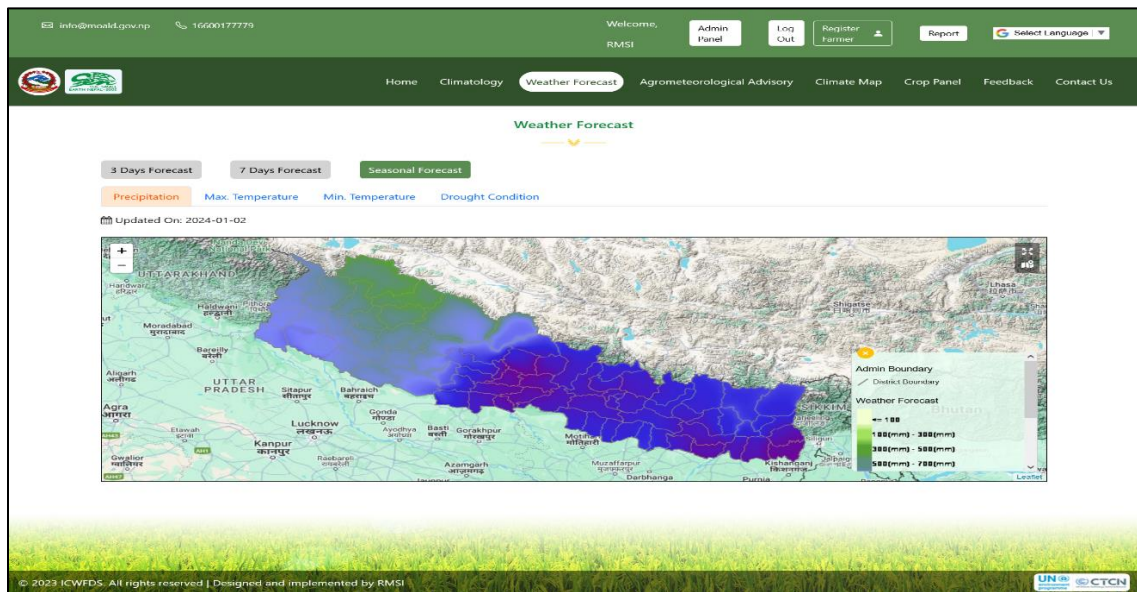 info@moald.gov.np
16600177779
Welcome,
RMSI
Admin
Panel
Log
Out
Register
Farmer
Report
Select Language
Home
Climatology
Weather Forecast
Agrometeorological Advisory
Climate Map
Crop Panel
Feedback
Contact Us
Weather Forecast
3 Days Forecast
7 Days Forecast
Seasonal Forecast
Precipitation
Max. Temperature
Min. Temperature
Drought Condition
Updated On: 2024-01-02
+
−
UTTARAKHAND
Haridwar
Haldwani
हल्द्वानी
Moradabad
मुरादाबाद
Bareilly
बरेली
Aligarh
अलीगढ़
UTTAR
PRADESH
Sitapur
सीतापुर
Bahraich
बहराइच
Agra
आगरा
Etawah
इटावा
Lucknow
लखनऊ
Gonda
गोण्डा
Ayodhya
Basti
बस्ती
Gorakhpur
गोरखपुर
Kanpur
कानपुर
Gwalior
ग्वालियर
Raebareli
Azamgarh
आज़मगढ़
Muzaffarpur
Darbhanga
Purnia
Kishanganj
Siliguri
SIKKIM
Bhutan
Shigatse
Lhasa
Admin Boundary
District Boundary
Weather Forecast
<= 100
100(mm) - 300(mm)
300(mm) - 500(mm)
500(mm) - 700(mm)
Leaflet
© 2023 ICWFDS. All rights reserved | Designed and implemented by RMSI
UN
environment
programme
CTCN